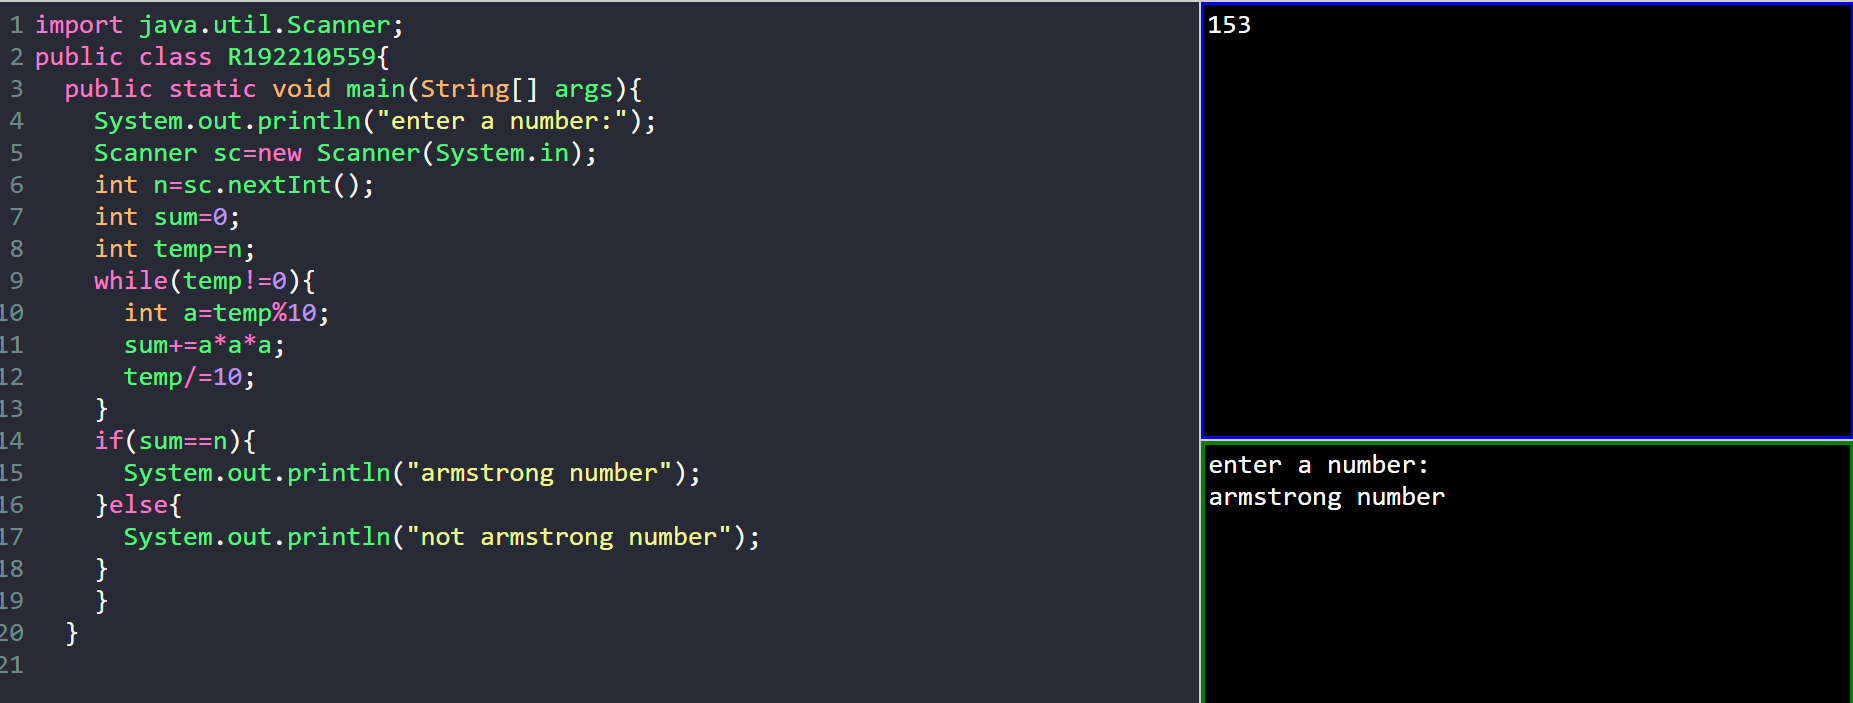 1 import java.util.Scanner;
2 public class R192210559{
3   public static void main(String[] args){
4     System.out.println("enter a number:");
5     Scanner sc=new Scanner(System.in);
6     int n=sc.nextInt();
7     int sum=0;
8     int temp=n;
9     while(temp!=0){
10       int a=temp%10;
11       sum+=a*a*a;
12       temp/=10;
13     }
14     if(sum==n){
15       System.out.println("armstrong number");
16     }else{
17       System.out.println("not armstrong number");
18     }
19     }
20   }
21
153
enter a number:
armstrong number